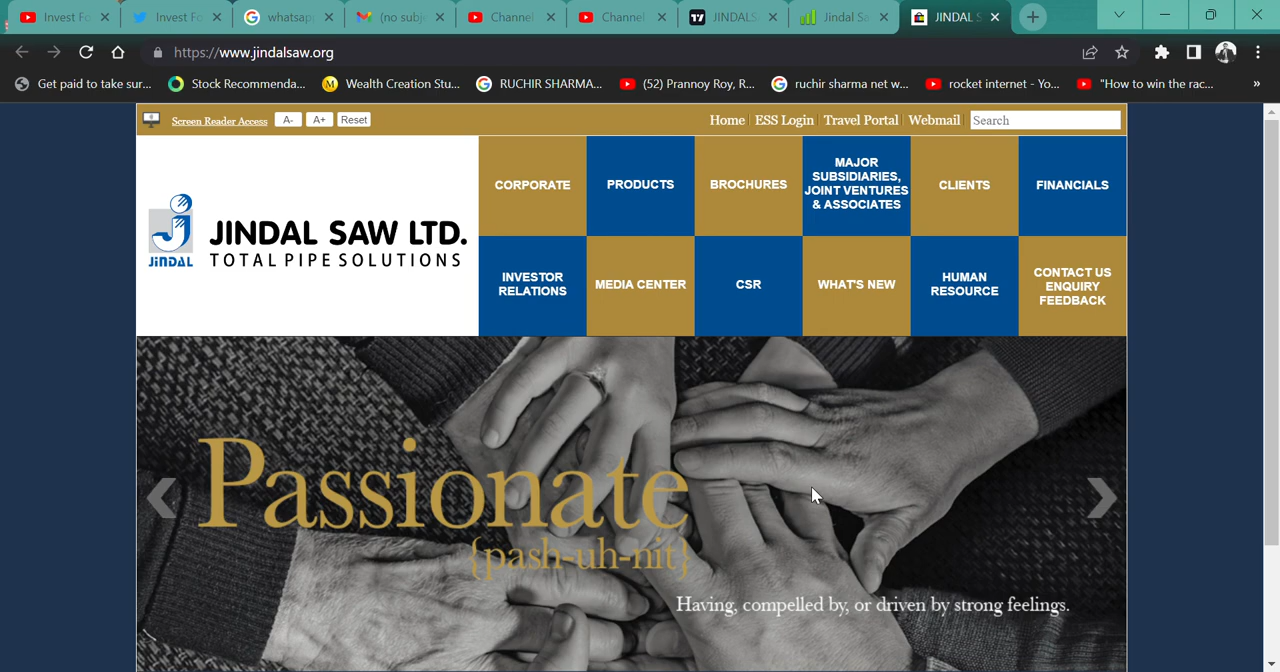 Invest Fo
Invest Fo
whatsapp
(no subje
Channel
Channel
JINDALS
Jindal Sa
JINDAL S
https://www.jindalsaw.org
Get paid to take sur...
Stock Recommenda...
Wealth Creation Stu...
RUCHIR SHARMA...
(52) Prannoy Roy, R...
ruchir sharma net w...
rocket internet - Yo...
"How to win the rac...
»
Screen Reader Access
A-
A+
Reset
Home
ESS Login
Travel Portal
Webmail
Search
JINDAL
JINDAL SAW LTD.
TOTAL PIPE SOLUTIONS
CORPORATE
PRODUCTS
BROCHURES
MAJOR
SUBSIDIARIES,
JOINT VENTURES
& ASSOCIATES
CLIENTS
FINANCIALS
INVESTOR
RELATIONS
MEDIA CENTER
CSR
WHAT'S NEW
HUMAN
RESOURCE
CONTACT US
ENQUIRY
FEEDBACK
Passionate
{pash-uh-nit}
Having, compelled by, or driven by strong feelings.